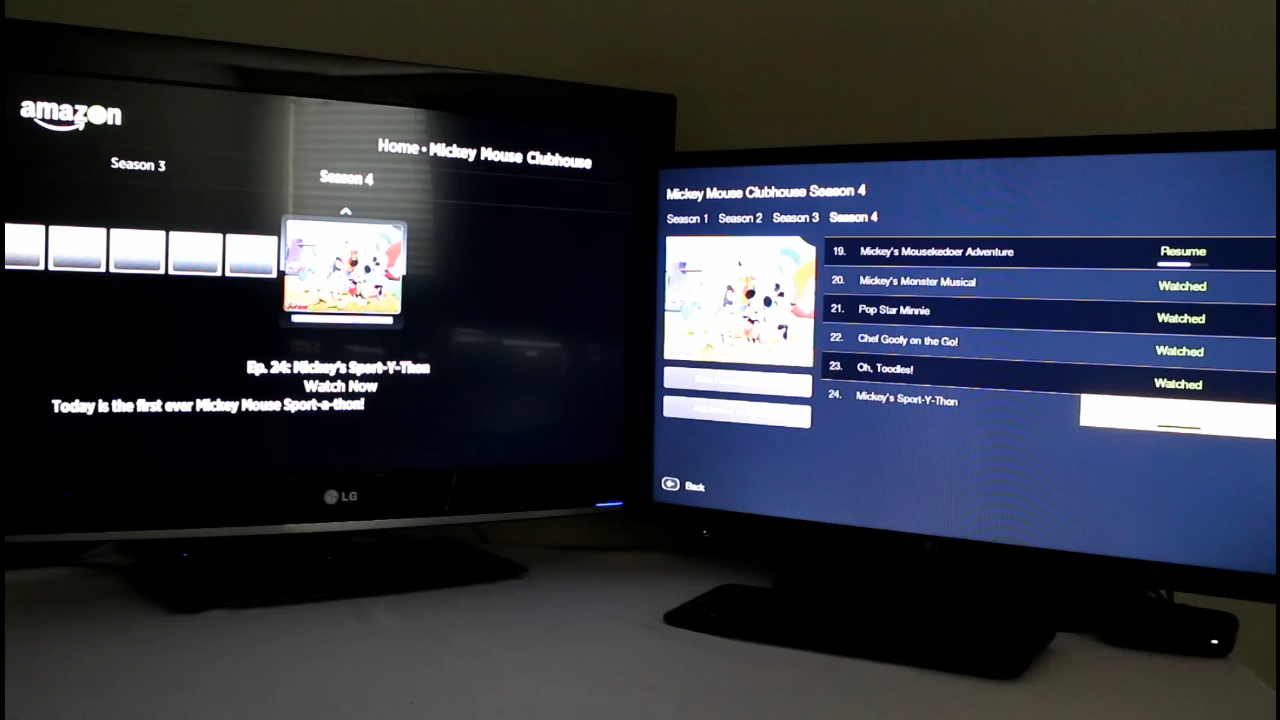 amazon
Home • Mickey Mouse Clubhouse
Season 3
Season 4
Ep. 24: Mickey's Sport-Y-Thon
Watch Now
Today is the first ever Mickey Mouse Sport-a-thon!
LG
Mickey Mouse Clubhouse Season 4
Season 1 Season 2 Season 3 Season 4
19. Mickey's Mousekedoer Adventure Resume
20. Mickey's Monster Musical Watched
21. Pop Star Minnie Watched
22. Chef Goofy on the Go! Watched
23. Oh, Toodles! Watched
24. Mickey's Sport-Y-Thon
Back